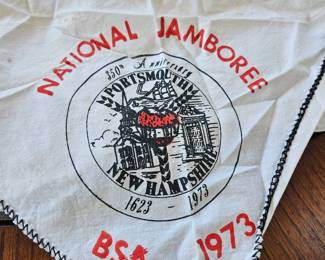 NATIONAL JAMBOREE
350th Anniversary
PORTSMOUTH
NEW HAMPSHIRE
1623 - 1973
BSA 1973